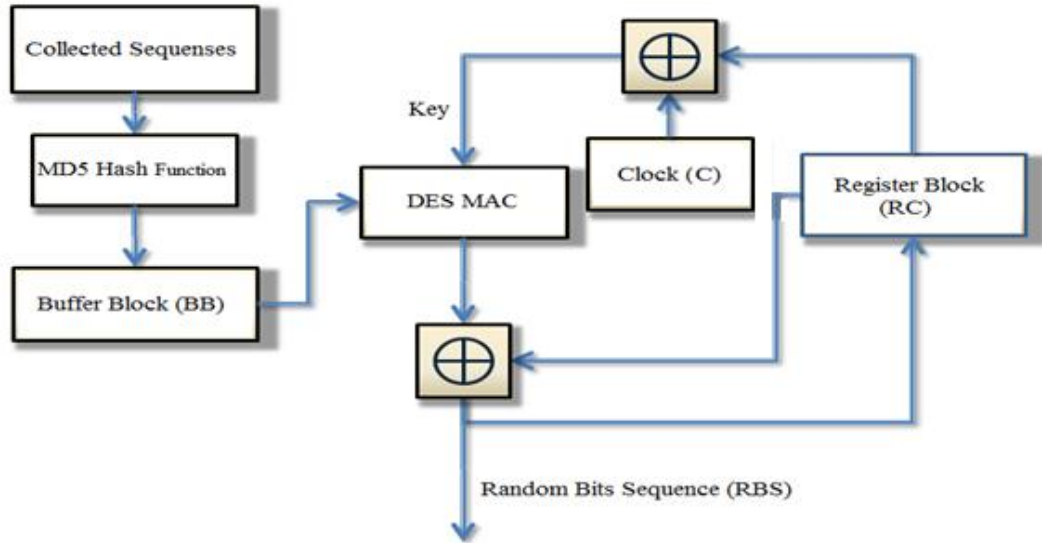 Collected Sequenses
MD5 Hash Function
Buffer Block (BB)
Key
DES MAC
Clock (C)
Register Block
(RC)
Random Bits Sequence (RBS)